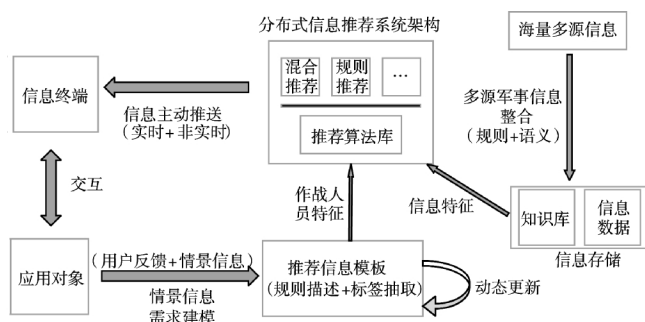 分布式信息推荐系统架构
海量多源信息
混合
推荐
规则
推荐
…
推荐算法库
信息终端
信息主动推送
(实时+非实时)
多源军事信息
整合
(规则+语义)
交互
作战人
员特征
信息特征
知识库
信息
数据
信息存储
应用对象
(用户反馈+情景信息)
情景信息
需求建模
推荐信息模板
(规则描述+标签抽取)
动态更新